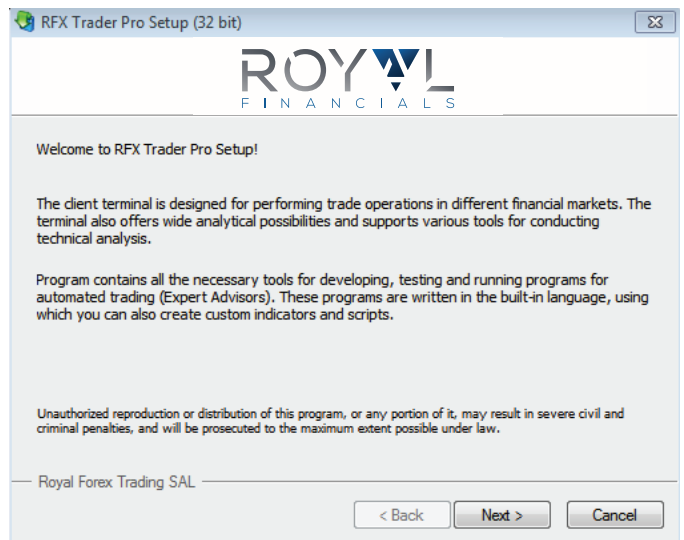 RFX Trader Pro Setup (32 bit)
ROYAL
FINANCIALS
Welcome to RFX Trader Pro Setup!
The client terminal is designed for performing trade operations in different financial markets. The
terminal also offers wide analytical possibilities and supports various tools for conducting
technical analysis.
Program contains all the necessary tools for developing, testing and running programs for
automated trading (Expert Advisors). These programs are written in the built-in language, using
which you can also create custom indicators and scripts.
Unauthorized reproduction or distribution of this program, or any portion of it, may result in severe civil and
criminal penalties, and will be prosecuted to the maximum extent possible under law.
Royal Forex Trading SAL
< Back Next > Cancel